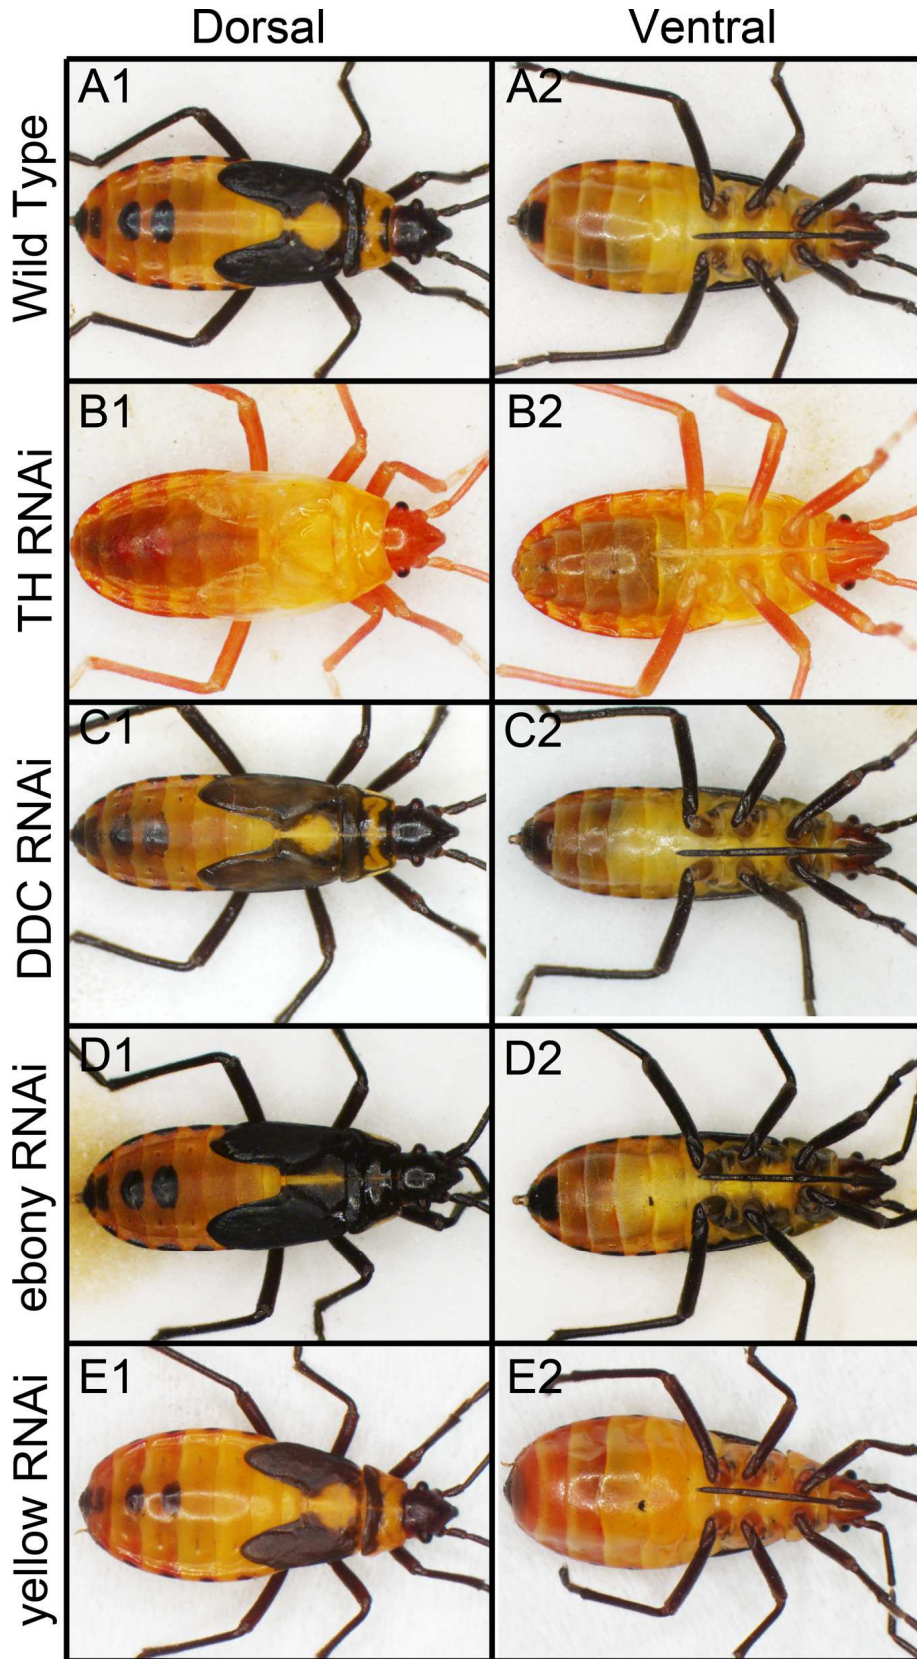 Dorsal Ventral
Wild Type
A1 A2
TH RNAi
B1 B2
DDC RNAi
C1 C2
ebony RNAi
D1 D2
yellow RNAi
E1 E2